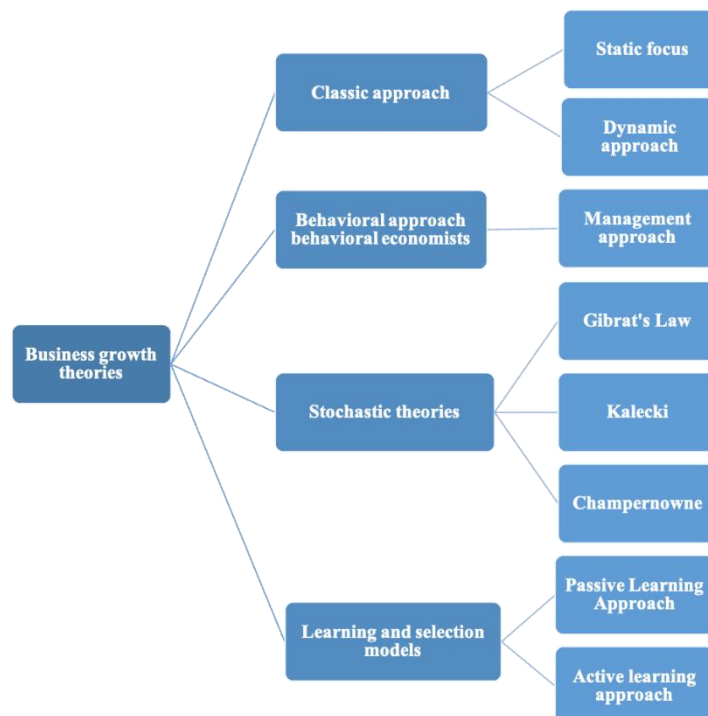 Business growth
theories
Classic approach
Static focus
Dynamic
approach
Behavioral approach
behavioral economists
Management
approach
Stochastic theories
Gibrat's Law
Kalecki
Champernowne
Learning and selection
models
Passive Learning
Approach
Active learning
approach